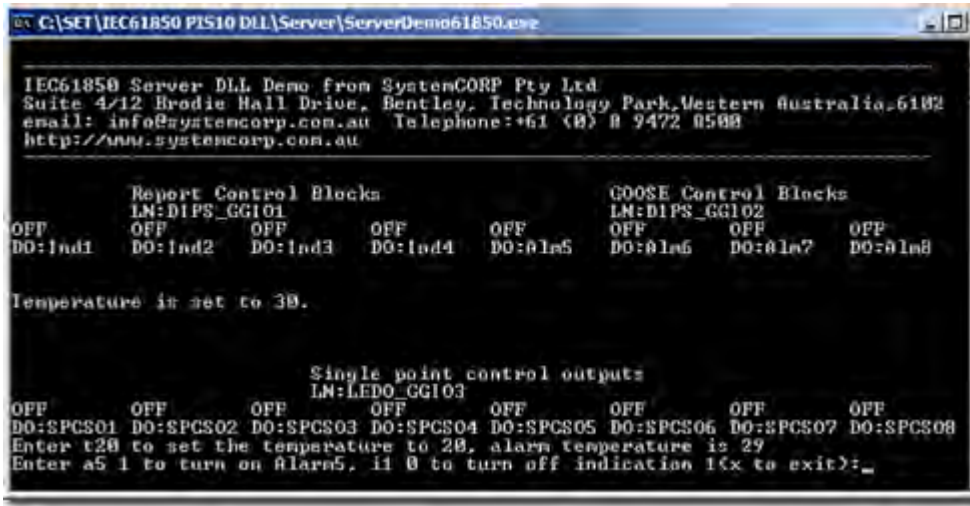 C:\SET\IEC61850 PIS10 DLL\Server\ServerDemo61850.exe
IEC61850 Server DLL Demo from SystemCORP Pty Ltd
Suite 4/12 Brodie Hall Drive, Bentley, Technology Park,Western Australia,6102
email: info@systemcorp.com.au Telephone:+61 (0) 8 9472 8500
http://www.systemcorp.com.au
Report Control Blocks GOOSE Control Blocks
LN:DIPS_GGIO1 LN:DIPS_GGIO2
OFF OFF OFF OFF OFF OFF OFF OFF
DO:Ind1 DO:Ind2 DO:Ind3 DO:Ind4 DO:Alm5 DO:Alm6 DO:Alm7 DO:Alm8
Temperature is set to 30.
Single point control outputs
LN:LEDO_GGIO3
OFF OFF OFF OFF OFF OFF OFF OFF
DO:SPCSO1 DO:SPCSO2 DO:SPCSO3 DO:SPCSO4 DO:SPCSO5 DO:SPCSO6 DO:SPCSO7 DO:SPCSO8
Enter t20 to set the temperature to 20, alarm temperature is 29
Enter a5 1 to turn on Alarm5, i1 0 to turn off indication 1(x to exit):_